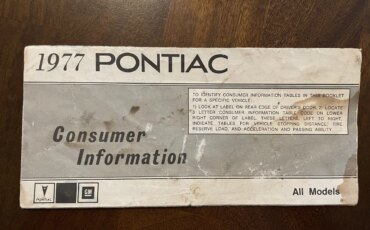 1977 PONTIAC
"TO IDENTIFY CONSUMER INFORMATION TABLES IN THIS BOOKLET
FOR A SPECIFIC VEHICLE:
1) LOOK AT LABEL ON REAR EDGE OF DRIVER'S DOOR, 2) LOCATE
3 LETTER CONSUMER INFORMATION TABLE CODE ON LOWER
RIGHT CORNER OF LABEL. THESE LETTERS, LEFT TO RIGHT,
INDICATE TABLES FOR VEHICLE STOPPING DISTANCE, TIRE
RESERVE LOAD, AND ACCELERATION AND PASSING ABILITY.
Consumer
Information
PONTIAC
GM
All Models